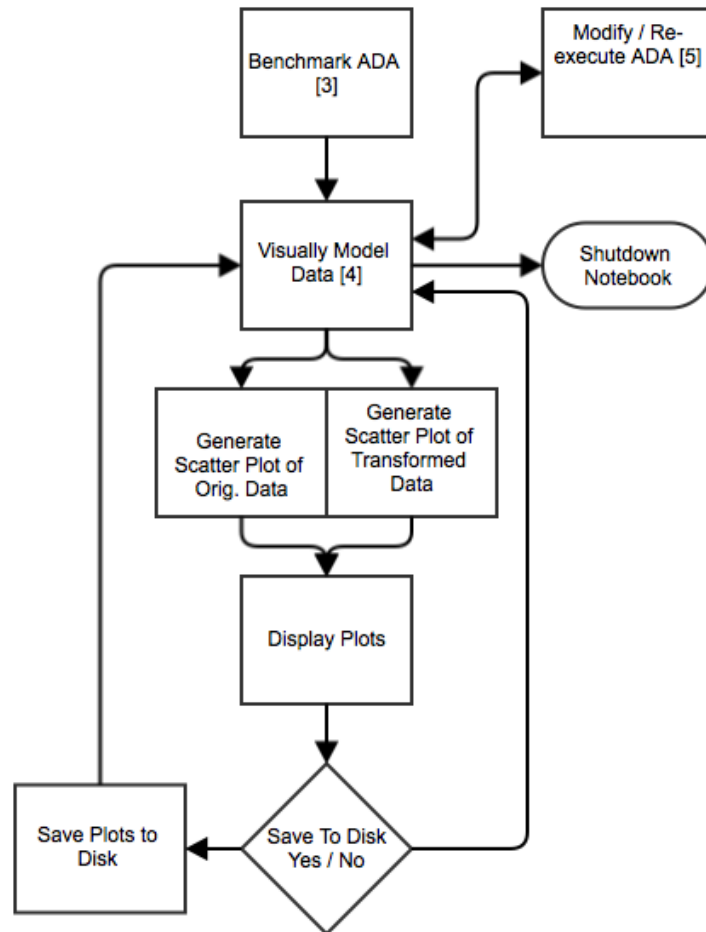 Benchmark ADA
[3]
Modify / Re-
execute ADA [5]
Visually Model
Data [4]
Shutdown
Notebook
Generate
Scatter Plot of
Orig. Data
Generate
Scatter Plot of
Transformed
Data
Display Plots
Save Plots to
Disk
Save To Disk
Yes / No